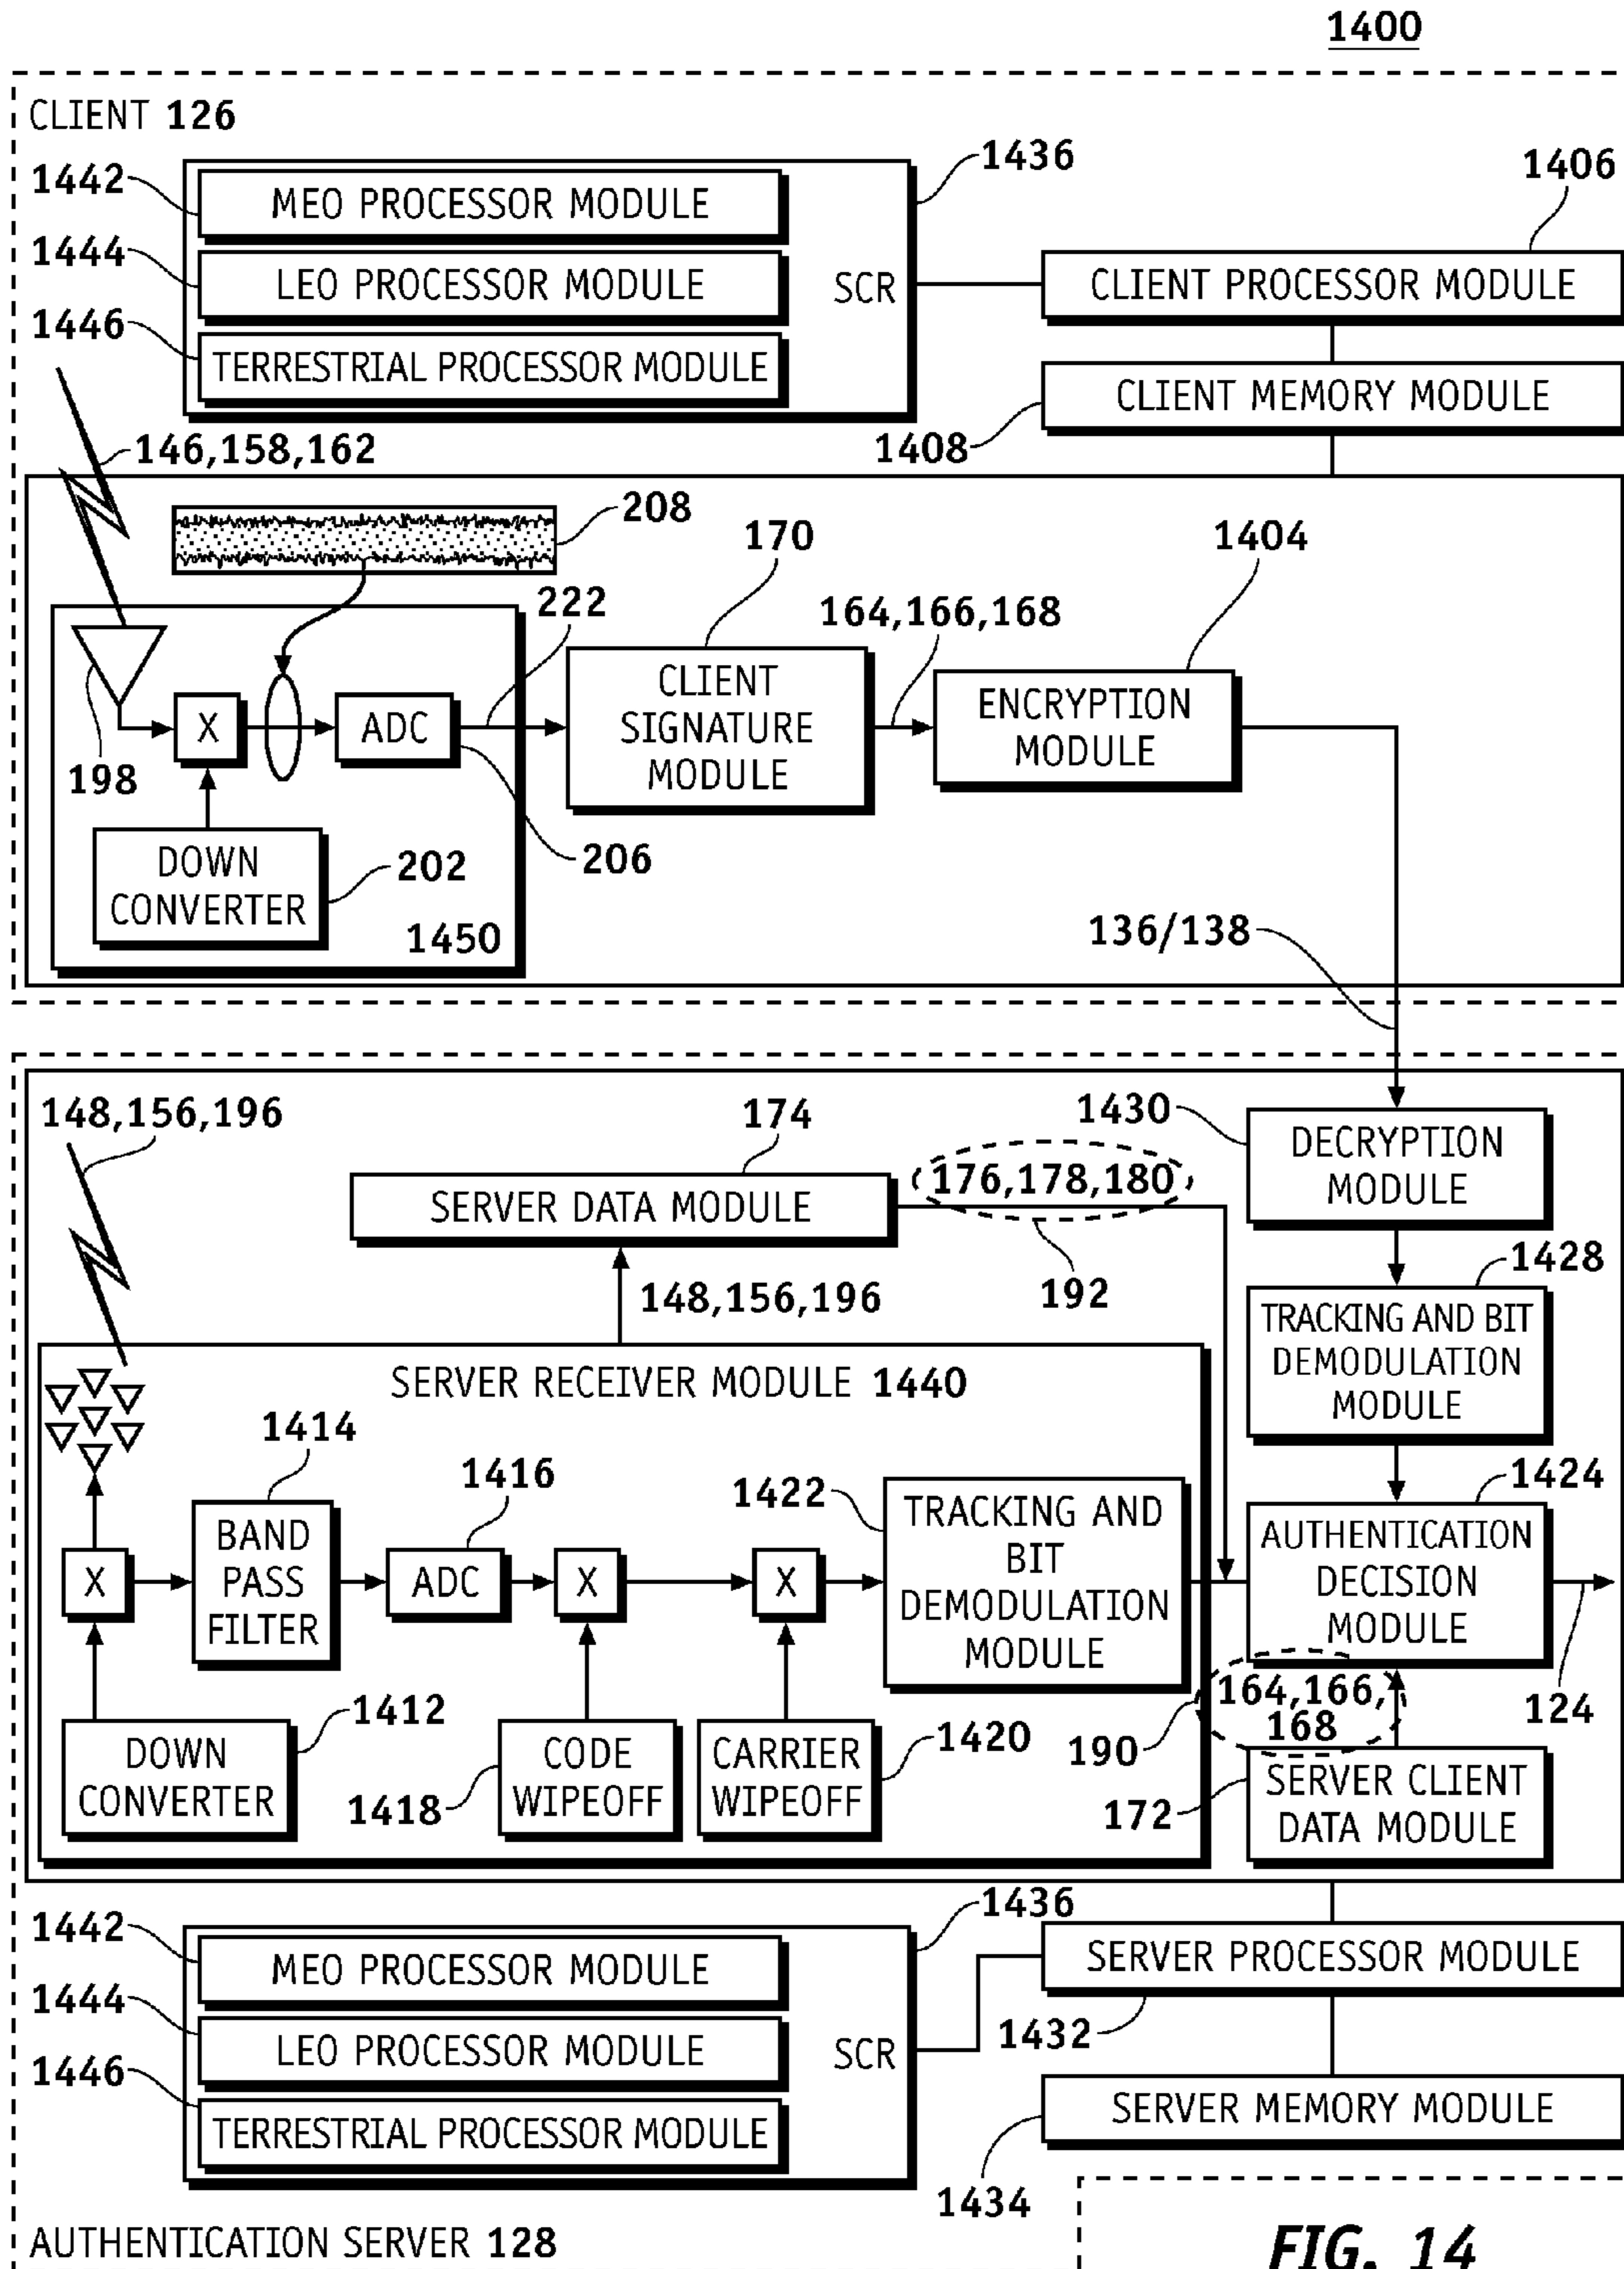 1400
CLIENT 126
1442
MEO PROCESSOR MODULE
1436
1406
1444
LEO PROCESSOR MODULE
SCR
CLIENT PROCESSOR MODULE
1446
TERRESTRIAL PROCESSOR MODULE
CLIENT MEMORY MODULE
146,158,162
1408
208
170
1404
222
164,166,168
CLIENT
SIGNATURE
MODULE
ENCRYPTION
MODULE
X
ADC
198
DOWN
CONVERTER
202
206
1450
136/138
148,156,196
174
1430
DECRYPTION
MODULE
SERVER DATA MODULE
176,178,180
192
148,156,196
1428
TRACKING AND BIT
DEMODULATION
MODULE
SERVER RECEIVER MODULE 1440
1414
1416
1422
1424
X
BAND
PASS
FILTER
ADC
X
X
TRACKING AND
BIT
DEMODULATION
MODULE
AUTHENTICATION
DECISION
MODULE
124
164,166,
168
190
1412
DOWN
CONVERTER
1418
CODE
WIPEOFF
CARRIER
WIPEOFF
1420
172
SERVER CLIENT
DATA MODULE
1442
MEO PROCESSOR MODULE
1436
SERVER PROCESSOR MODULE
1444
LEO PROCESSOR MODULE
SCR
1432
1446
TERRESTRIAL PROCESSOR MODULE
SERVER MEMORY MODULE
1434
AUTHENTICATION SERVER 128
FIG. 14